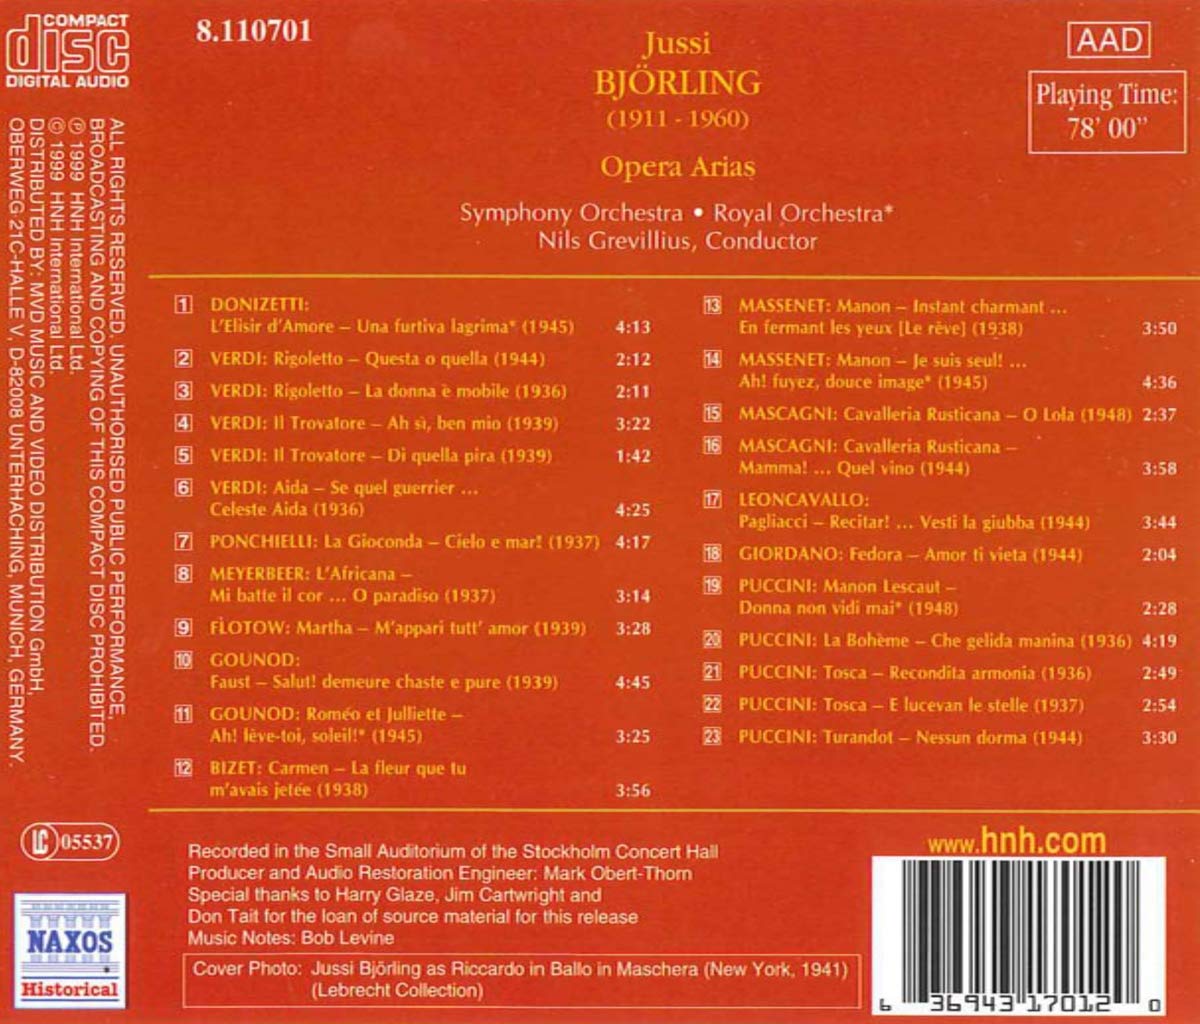 COMPACT
disc
DIGITAL AUDIO
8.110701
Jussi
BJÖRLING
(1911 - 1960)
Opera Arias
Symphony Orchestra • Royal Orchestra*
Nils Grevillius, Conductor
AAD
Playing Time:
78' 00"
ALL RIGHTS RESERVED. UNAUTHORISED PUBLIC PERFORMANCE,
BROADCASTING AND COPYING OF THIS COMPACT DISC PROHIBITED.
℗ 1999 HNH International Ltd.
© 1999 HNH International Ltd.
DISTRIBUTED BY: MVD MUSIC AND VIDEO DISTRIBUTION GmbH,
OBERWEG 21C-HALLE V, D-82008 UNTERHACHING, MUNICH, GERMANY.
1 DONIZETTI:
L'Elisir d'Amore – Una furtiva lagrima* (1945) 4:13
2 VERDI: Rigoletto – Questa o quella (1944) 2:12
3 VERDI: Rigoletto – La donna è mobile (1936) 2:11
4 VERDI: Il Trovatore – Ah sì, ben mio (1939) 3:22
5 VERDI: Il Trovatore – Di quella pira (1939) 1:42
6 VERDI: Aida – Se quel guerrier ...
Celeste Aida (1936) 4:25
7 PONCHIELLI: La Gioconda – Cielo e mar! (1937) 4:17
8 MEYERBEER: L'Africana –
Mi batte il cor ... O paradiso (1937) 3:14
9 FLOTOW: Martha – M'appari tutt' amor (1939) 3:28
10 GOUNOD:
Faust – Salut! demeure chaste e pure (1939) 4:45
11 GOUNOD: Roméo et Julliette –
Ah! lève-toi, soleil!* (1945) 3:25
12 BIZET: Carmen – La fleur que tu
m'avais jetée (1938) 3:56
13 MASSENET: Manon – Instant charmant ...
En fermant les yeux [Le rêve] (1938) 3:50
14 MASSENET: Manon – Je suis seul! ...
Ah! fuyez, douce image* (1945) 4:36
15 MASCAGNI: Cavalleria Rusticana – O Lola (1948) 2:37
16 MASCAGNI: Cavalleria Rusticana –
Mamma! ... Quel vino (1944) 3:58
17 LEONCAVALLO:
Pagliacci – Recitar! ... Vesti la giubba (1944) 3:44
18 GIORDANO: Fedora – Amor ti vieta (1944) 2:04
19 PUCCINI: Manon Lescaut –
Donna non vidi mai* (1948) 2:28
20 PUCCINI: La Bohème – Che gelida manina (1936) 4:19
21 PUCCINI: Tosca – Recondita armonia (1936) 2:49
22 PUCCINI: Tosca – E lucevan le stelle (1937) 2:54
23 PUCCINI: Turandot – Nessun dorma (1944) 3:30
LC 05537
NAXOS
Historical
Recorded in the Small Auditorium of the Stockholm Concert Hall
Producer and Audio Restoration Engineer: Mark Obert-Thorn
Special thanks to Harry Glaze, Jim Cartwright and
Don Tait for the loan of source material for this release
Music Notes: Bob Levine
Cover Photo: Jussi Björling as Riccardo in Ballo in Maschera (New York, 1941)
(Lebrecht Collection)
www.hnh.com
6 36943 17012 0